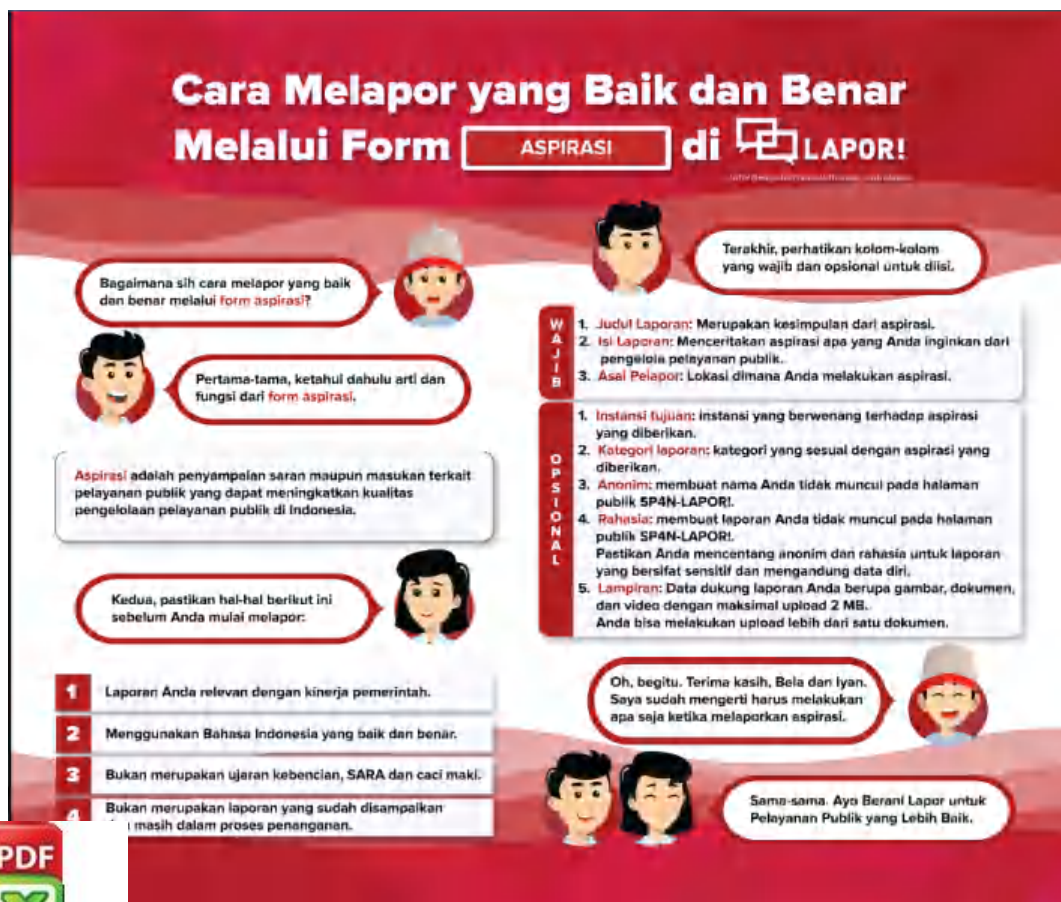 Cara Melapor yang Baik dan Benar
Melalui Form ASPIRASI di LAPOR!
Bagaimana sih cara melapor yang baik
dan benar melalui form aspirasi?
Pertama-tama, ketahui dahulu arti dan
fungsi dari form aspirasi.
Aspirasi adalah penyampaian saran maupun masukan terkait
pelayanan publik yang dapat meningkatkan kualitas
pengelolaan pelayanan publik di Indonesia.
Kedua, pastikan hal-hal berikut ini
sebelum Anda mulai melapor:
1 Laporan Anda relevan dengan kinerja pemerintah.
2 Menggunakan Bahasa Indonesia yang baik dan benar.
3 Bukan merupakan ujaran kebencian, SARA dan caci maki.
4 Bukan merupakan laporan yang sudah disampaikan
masih dalam proses penanganan.
Terakhir, perhatikan kolom-kolom
yang wajib dan opsional untuk diisi.
WAJIB
1. Judul Laporan: Merupakan kesimpulan dari aspirasi.
2. Isi Laporan: Menceritakan aspirasi apa yang Anda inginkan dari
pengelola pelayanan publik.
3. Asal Pelapor: Lokasi dimana Anda melakukan aspirasi.
OPSIONAL
1. Instansi tujuan: instansi yang berwenang terhadap aspirasi
yang diberikan.
2. Kategori laporan: kategori yang sesuai dengan aspirasi yang
diberikan.
3. Anonim: membuat nama Anda tidak muncul pada halaman
publik SP4N-LAPOR!.
4. Rahasia: membuat laporan Anda tidak muncul pada halaman
publik SP4N-LAPOR!.
Pastikan Anda mencentang anonim dan rahasia untuk laporan
yang bersifat sensitif dan mengandung data diri.
5. Lampiran: Data dukung laporan Anda berupa gambar, dokumen,
dan video dengan maksimal upload 2 MB.
Anda bisa melakukan upload lebih dari satu dokumen.
Oh, begitu. Terima kasih, Bela dan Iyan.
Saya sudah mengerti harus melakukan
apa saja ketika melaporkan aspirasi.
Sama-sama. Ayo Berani Lapor untuk
Pelayanan Publik yang Lebih Baik.
PDF